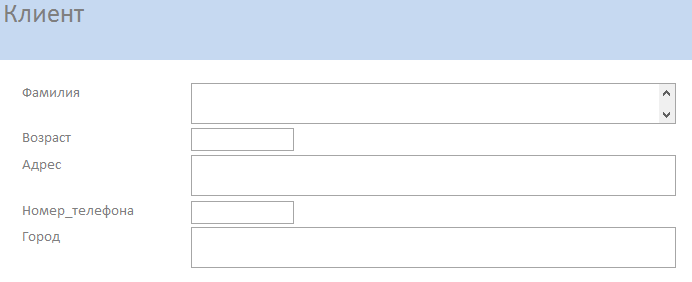 Клиент
Фамилия
Возраст
Адрес
Номер_телефона
Город